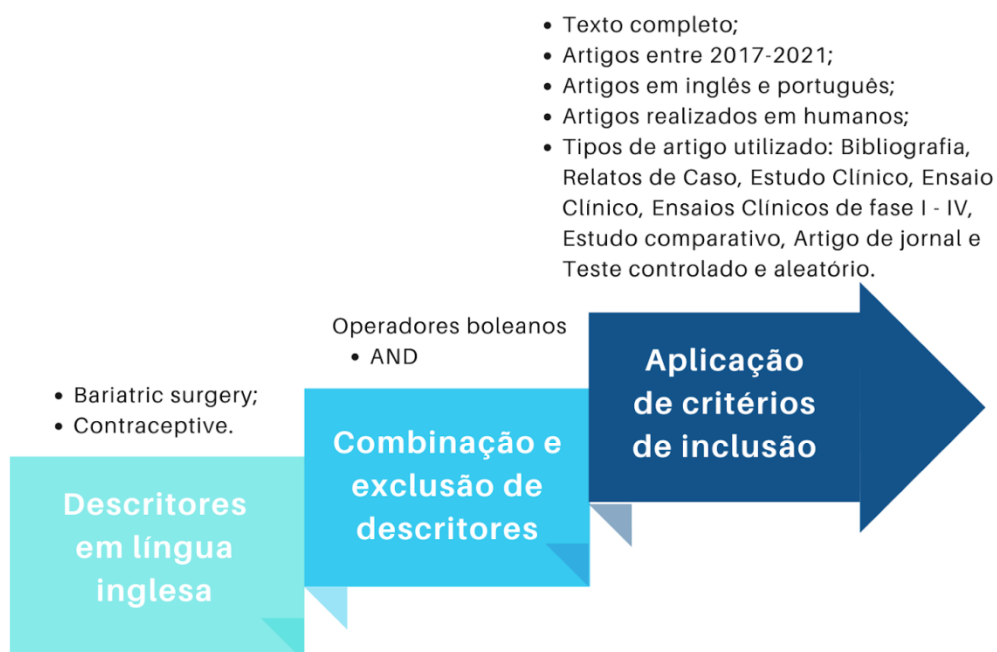 • Texto completo;
• Artigos entre 2017-2021;
• Artigos em inglês e português;
• Artigos realizados em humanos;
• Tipos de artigo utilizado: Bibliografia,
Relatos de Caso, Estudo Clínico, Ensaio
Clínico, Ensaios Clínicos de fase I - IV,
Estudo comparativo, Artigo de jornal e
Teste controlado e aleatório.
Operadores boleanos
• AND
• Bariatric surgery;
• Contraceptive.
Aplicação
de critérios
de inclusão
Combinação e
exclusão de
descritores
Descritores
em língua
inglesa